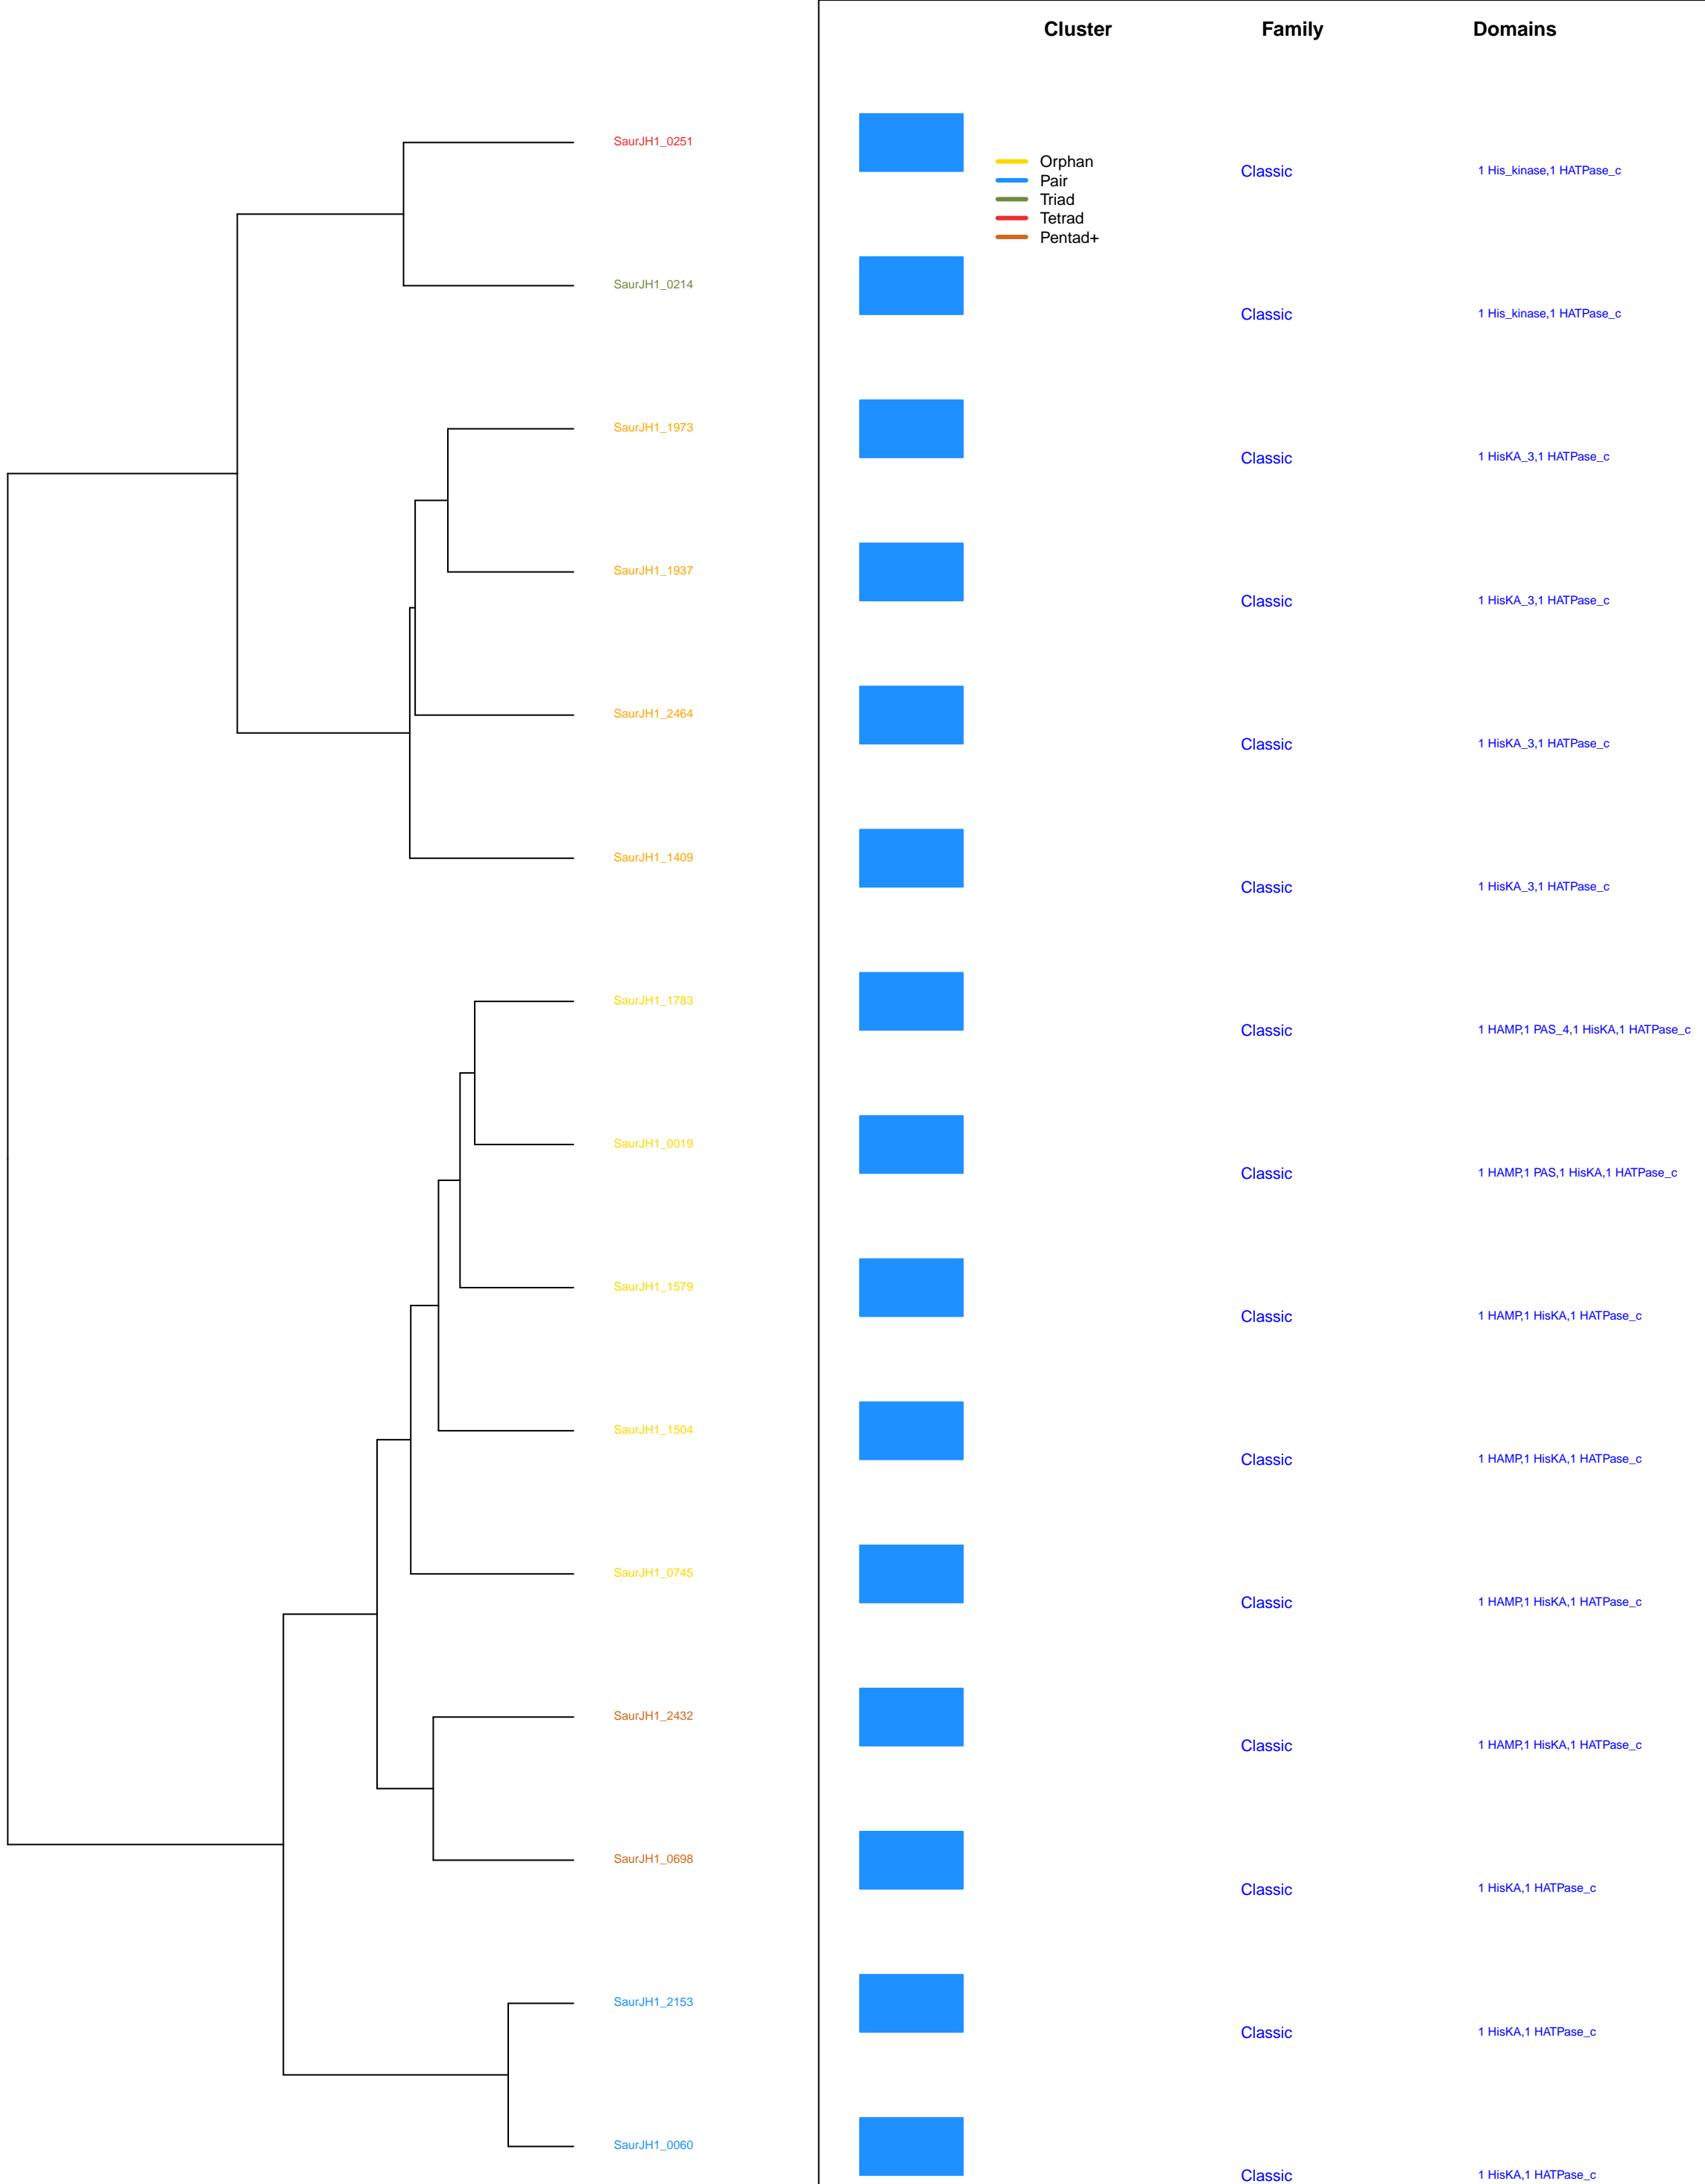 Cluster Family Domains
SaurJH1_0251
Orphan
Pair
Triad
Tetrad
Pentad+
Classic 1 His_kinase,1 HATPase_c
SaurJH1_0214
Classic 1 His_kinase,1 HATPase_c
SaurJH1_1973
Classic 1 HisKA_3,1 HATPase_c
SaurJH1_1937
Classic 1 HisKA_3,1 HATPase_c
SaurJH1_2464
Classic 1 HisKA_3,1 HATPase_c
SaurJH1_1409
Classic 1 HisKA_3,1 HATPase_c
SaurJH1_1783
Classic 1 HAMP,1 PAS_4,1 HisKA,1 HATPase_c
SaurJH1_0019
Classic 1 HAMP,1 PAS,1 HisKA,1 HATPase_c
SaurJH1_1579
Classic 1 HAMP,1 HisKA,1 HATPase_c
SaurJH1_1504
Classic 1 HAMP,1 HisKA,1 HATPase_c
SaurJH1_0745
Classic 1 HAMP,1 HisKA,1 HATPase_c
SaurJH1_2432
Classic 1 HAMP,1 HisKA,1 HATPase_c
SaurJH1_0698
Classic 1 HisKA,1 HATPase_c
SaurJH1_2153
Classic 1 HisKA,1 HATPase_c
SaurJH1_0060
Classic 1 HisKA,1 HATPase_c